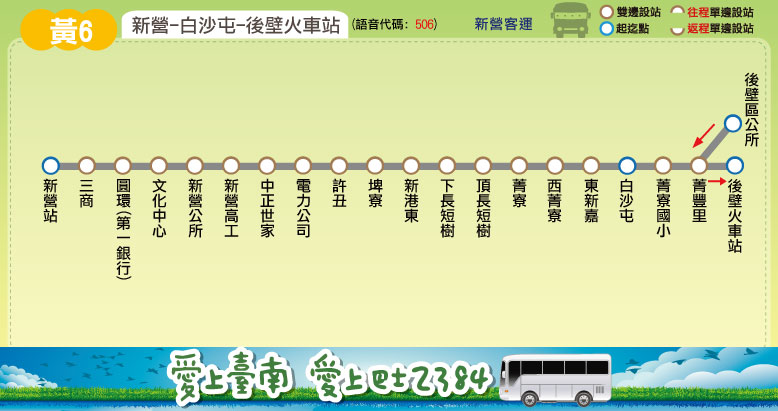 黃6
新營-白沙屯-後壁火車站
(語音代碼: 506)
新營客運
雙邊設站
往程單邊設站
起迄點
返程單邊設站
後壁區公所
新營站
三商
圓環(第一銀行)
文化中心
新營公所
新營高工
中正世家
電力公司
許丑
埤寮
新港東
下長短樹
頂長短樹
菁寮
西菁寮
東新嘉
白沙屯
菁寮國小
菁豐里
後壁火車站
愛上臺南 愛上巴士2384